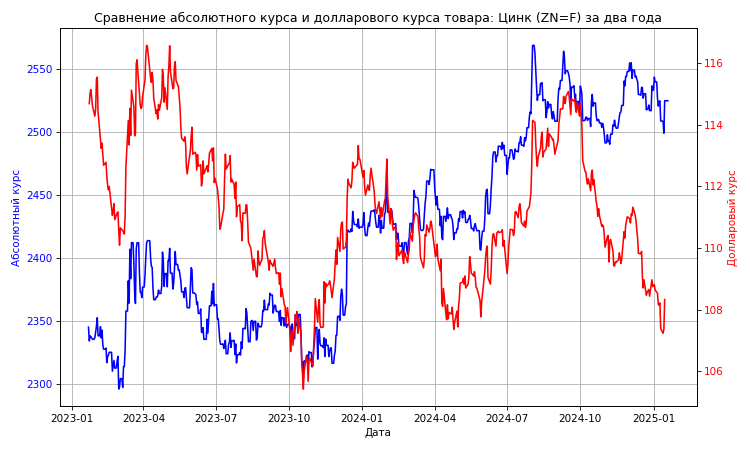 Сравнение абсолютного курса и долларового курса товара: Цинк (ZN=F) за два года
Абсолютный курс
2550
2500
2450
2400
2350
2300
116
114
112
110
108
106
Долларовый курс
2023-01 2023-04 2023-07 2023-10 2024-01 2024-04 2024-07 2024-10 2025-01
Дата